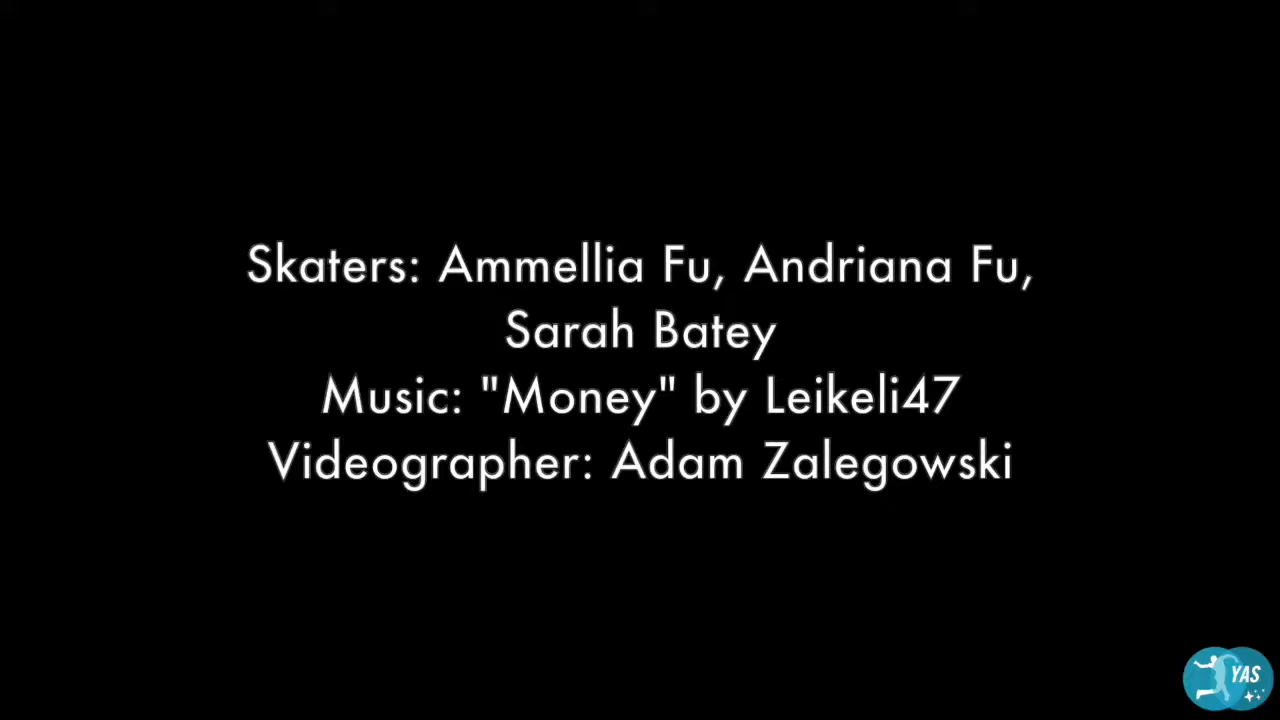 Skaters: Ammellia Fu, Andriana Fu,
Sarah Batey
Music: "Money" by Leikeli47
Videographer: Adam Zalegowski
YAS